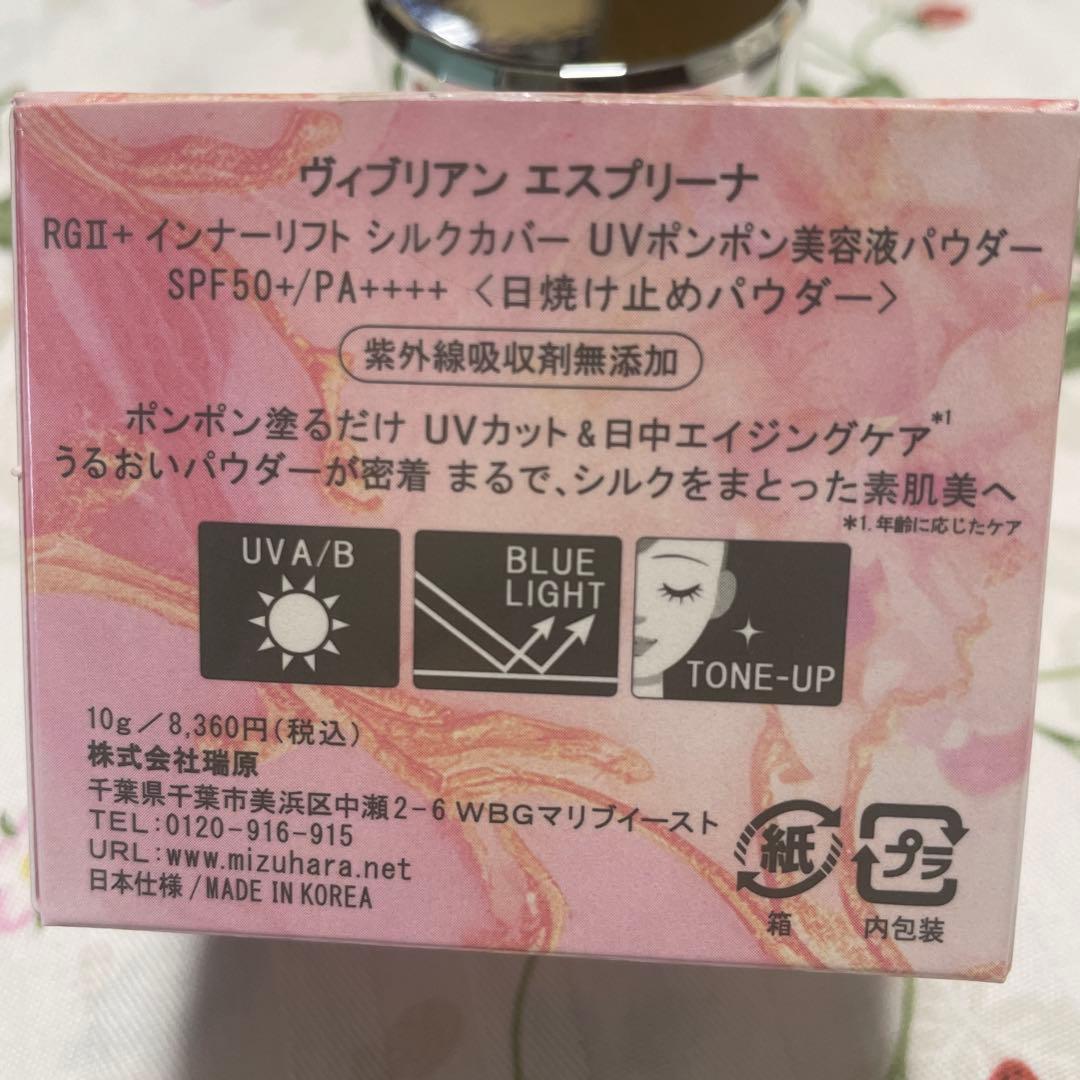 ヴィブリアン エスプリーナ
RGⅡ+ インナーリフト シルクカバー UVポンポン美容液パウダー
SPF50+/PA++++ <日焼け止めパウダー>
紫外線吸収剤無添加
ポンポン塗るだけ UVカット&日中エイジングケア*1
うるおいパウダーが密着 まるで、シルクをまとった素肌美へ
*1.年齢に応じたケア
UVA/B
BLUE
LIGHT
TONE-UP
10g/8,360円(税込)
株式会社瑞原
千葉県千葉市美浜区中瀬2-6 WBGマリブイースト
TEL:0120-916-915
URL:www.mizuhara.net
日本仕様/MADE IN KOREA
紙
プラ
箱
内包装